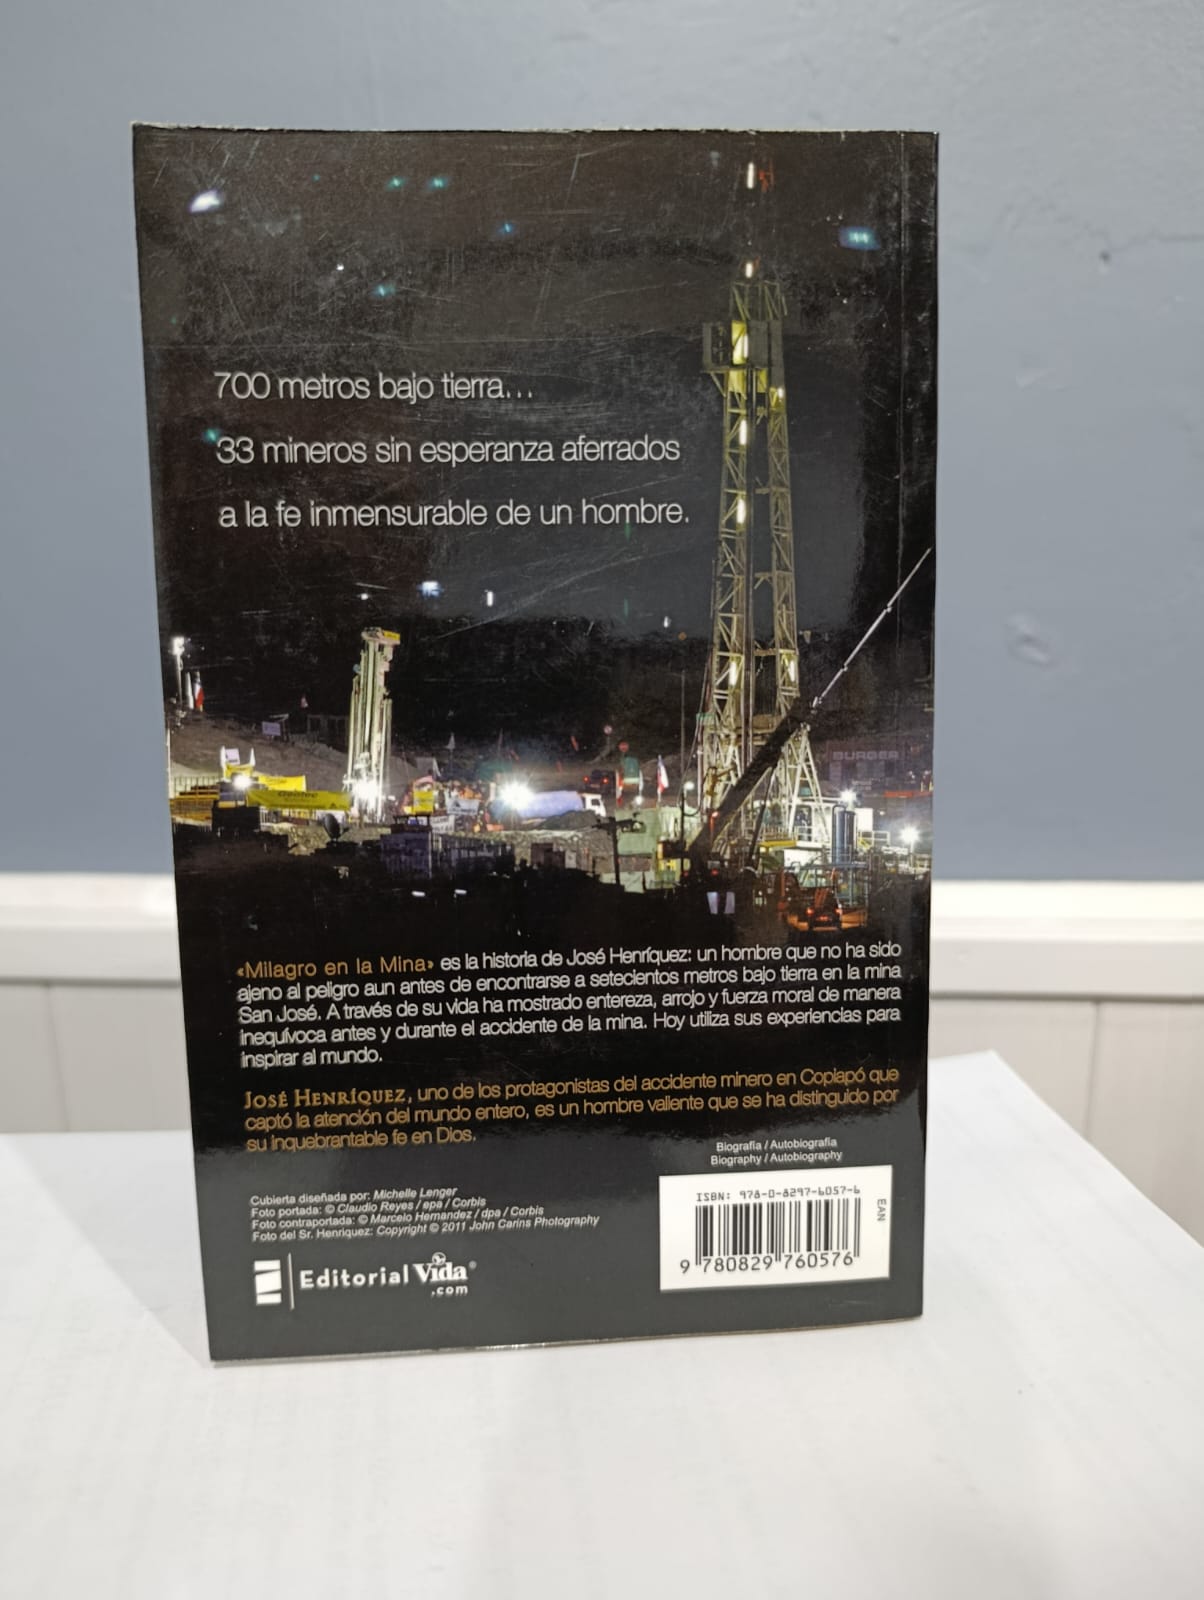 700 metros bajo tierra...
33 mineros sin esperanza aferrados
a la fe inmensurable de un hombre.
BURGER
Geotec
«Milagro en la Mina» es la historia de José Henríquez: un hombre que no ha sido
ajeno al peligro aun antes de encontrarse a setecientos metros bajo tierra en la mina
San José. A través de su vida ha mostrado entereza, arrojo y fuerza moral de manera
inequívoca antes y durante el accidente de la mina. Hoy utiliza sus experiencias para
inspirar al mundo.
JOSÉ HENRÍQUEZ, uno de los protagonistas del accidente minero en Copiapó que
captó la atención del mundo entero, es un hombre valiente que se ha distinguido por
su inquebrantable fe en Dios.
Biografía / Autobiografía
Biography / Autobiography
Cubierta diseñada por: Michelle Lenger
Foto portada: © Claudio Reyes / epa / Corbis
Foto contraportada: © Marcelo Hernandez / dpa / Corbis
Foto del Sr. Henriquez: Copyright © 2011 John Carins Photography
Editorial Vida®
.com
ISBN: 978-0-8297-6057-6
EAN
9 780829 760576